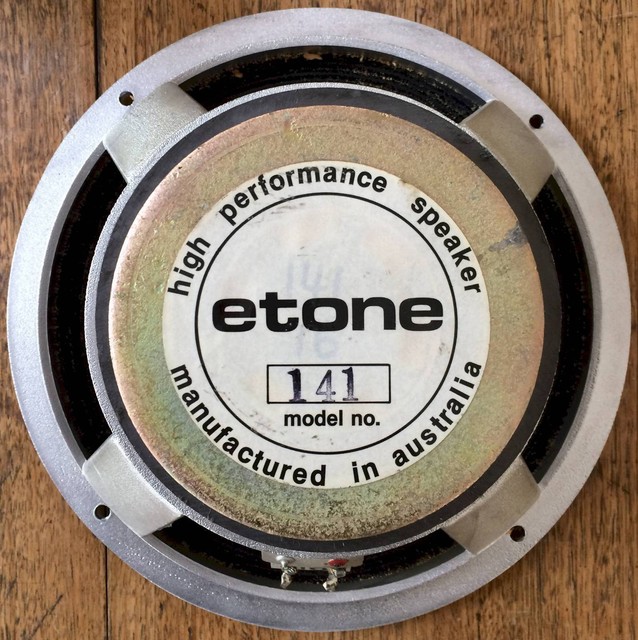 high performance speaker
etone
141
model no.
manufactured in australia